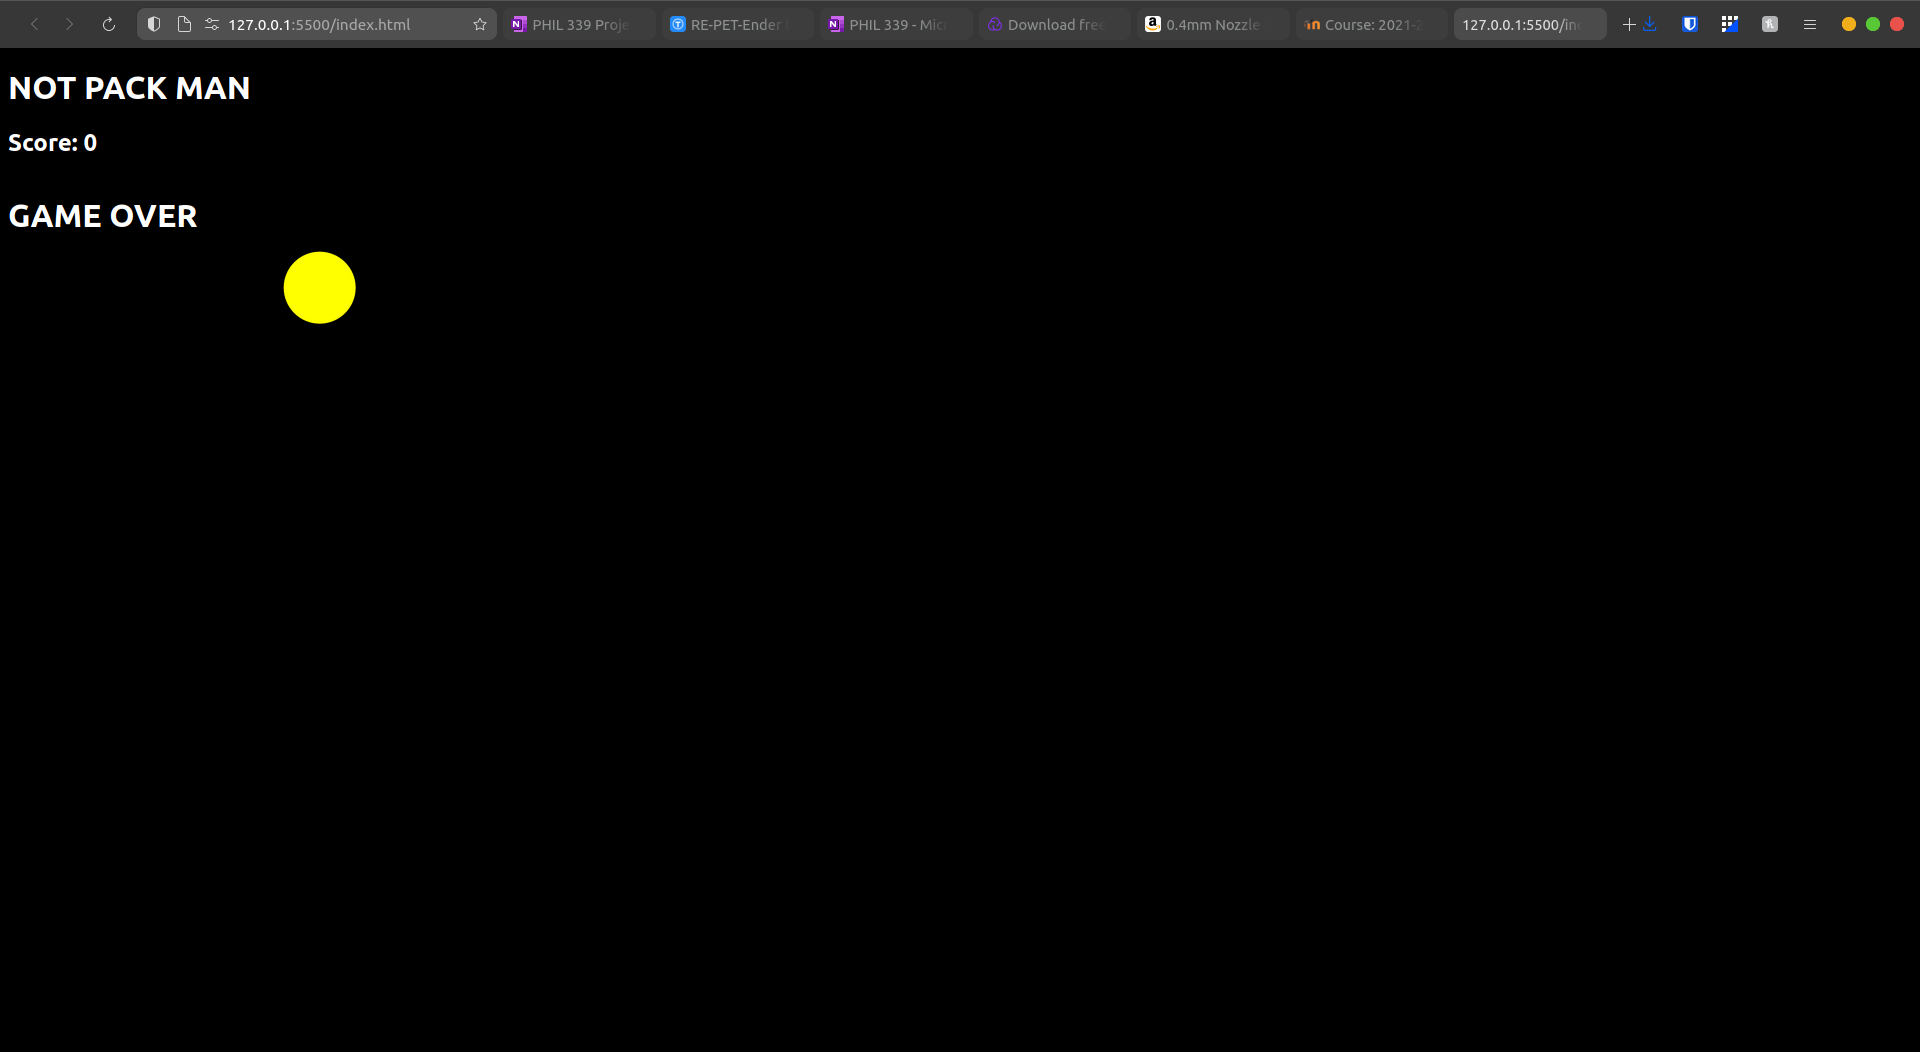 127.0.0.1:5500/index.html PHIL 339 Proje RE-PET-Ender PHIL 339 - Micr Download free 0.4mm Nozzle Course: 2021-2 127.0.0.1:5500/in
NOT PACK MAN
Score: 0
GAME OVER